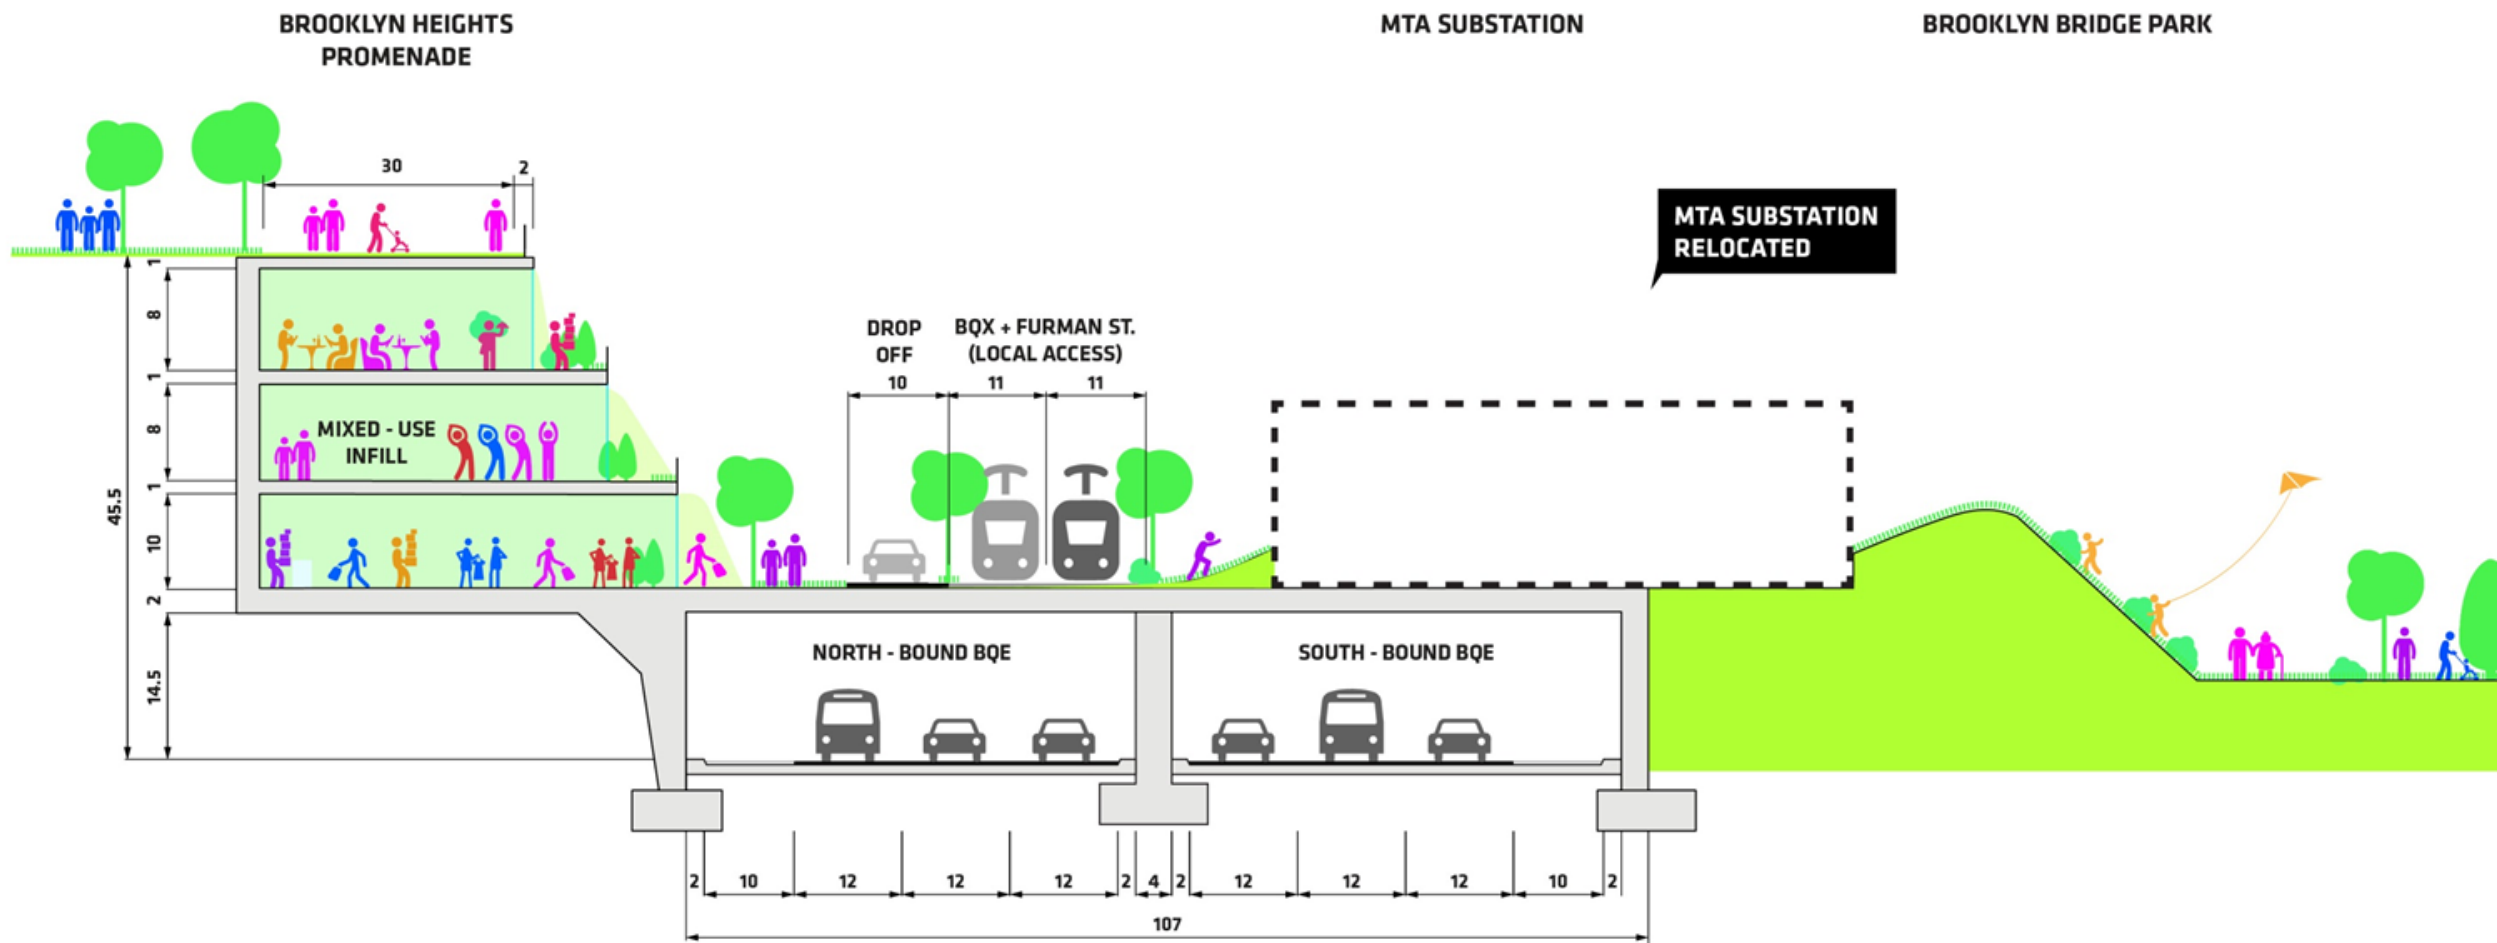 BROOKLYN HEIGHTS
PROMENADE
MTA SUBSTATION
BROOKLYN BRIDGE PARK
30
2
MTA SUBSTATION
RELOCATED
1
8
1
8
1
10
2
14.5
45.5
DROP
OFF
10
BQX + FURMAN ST.
(LOCAL ACCESS)
11
11
MIXED - USE
INFILL
NORTH - BOUND BQE
SOUTH - BOUND BQE
2
10
12
12
12
2
4
2
12
12
12
10
2
107